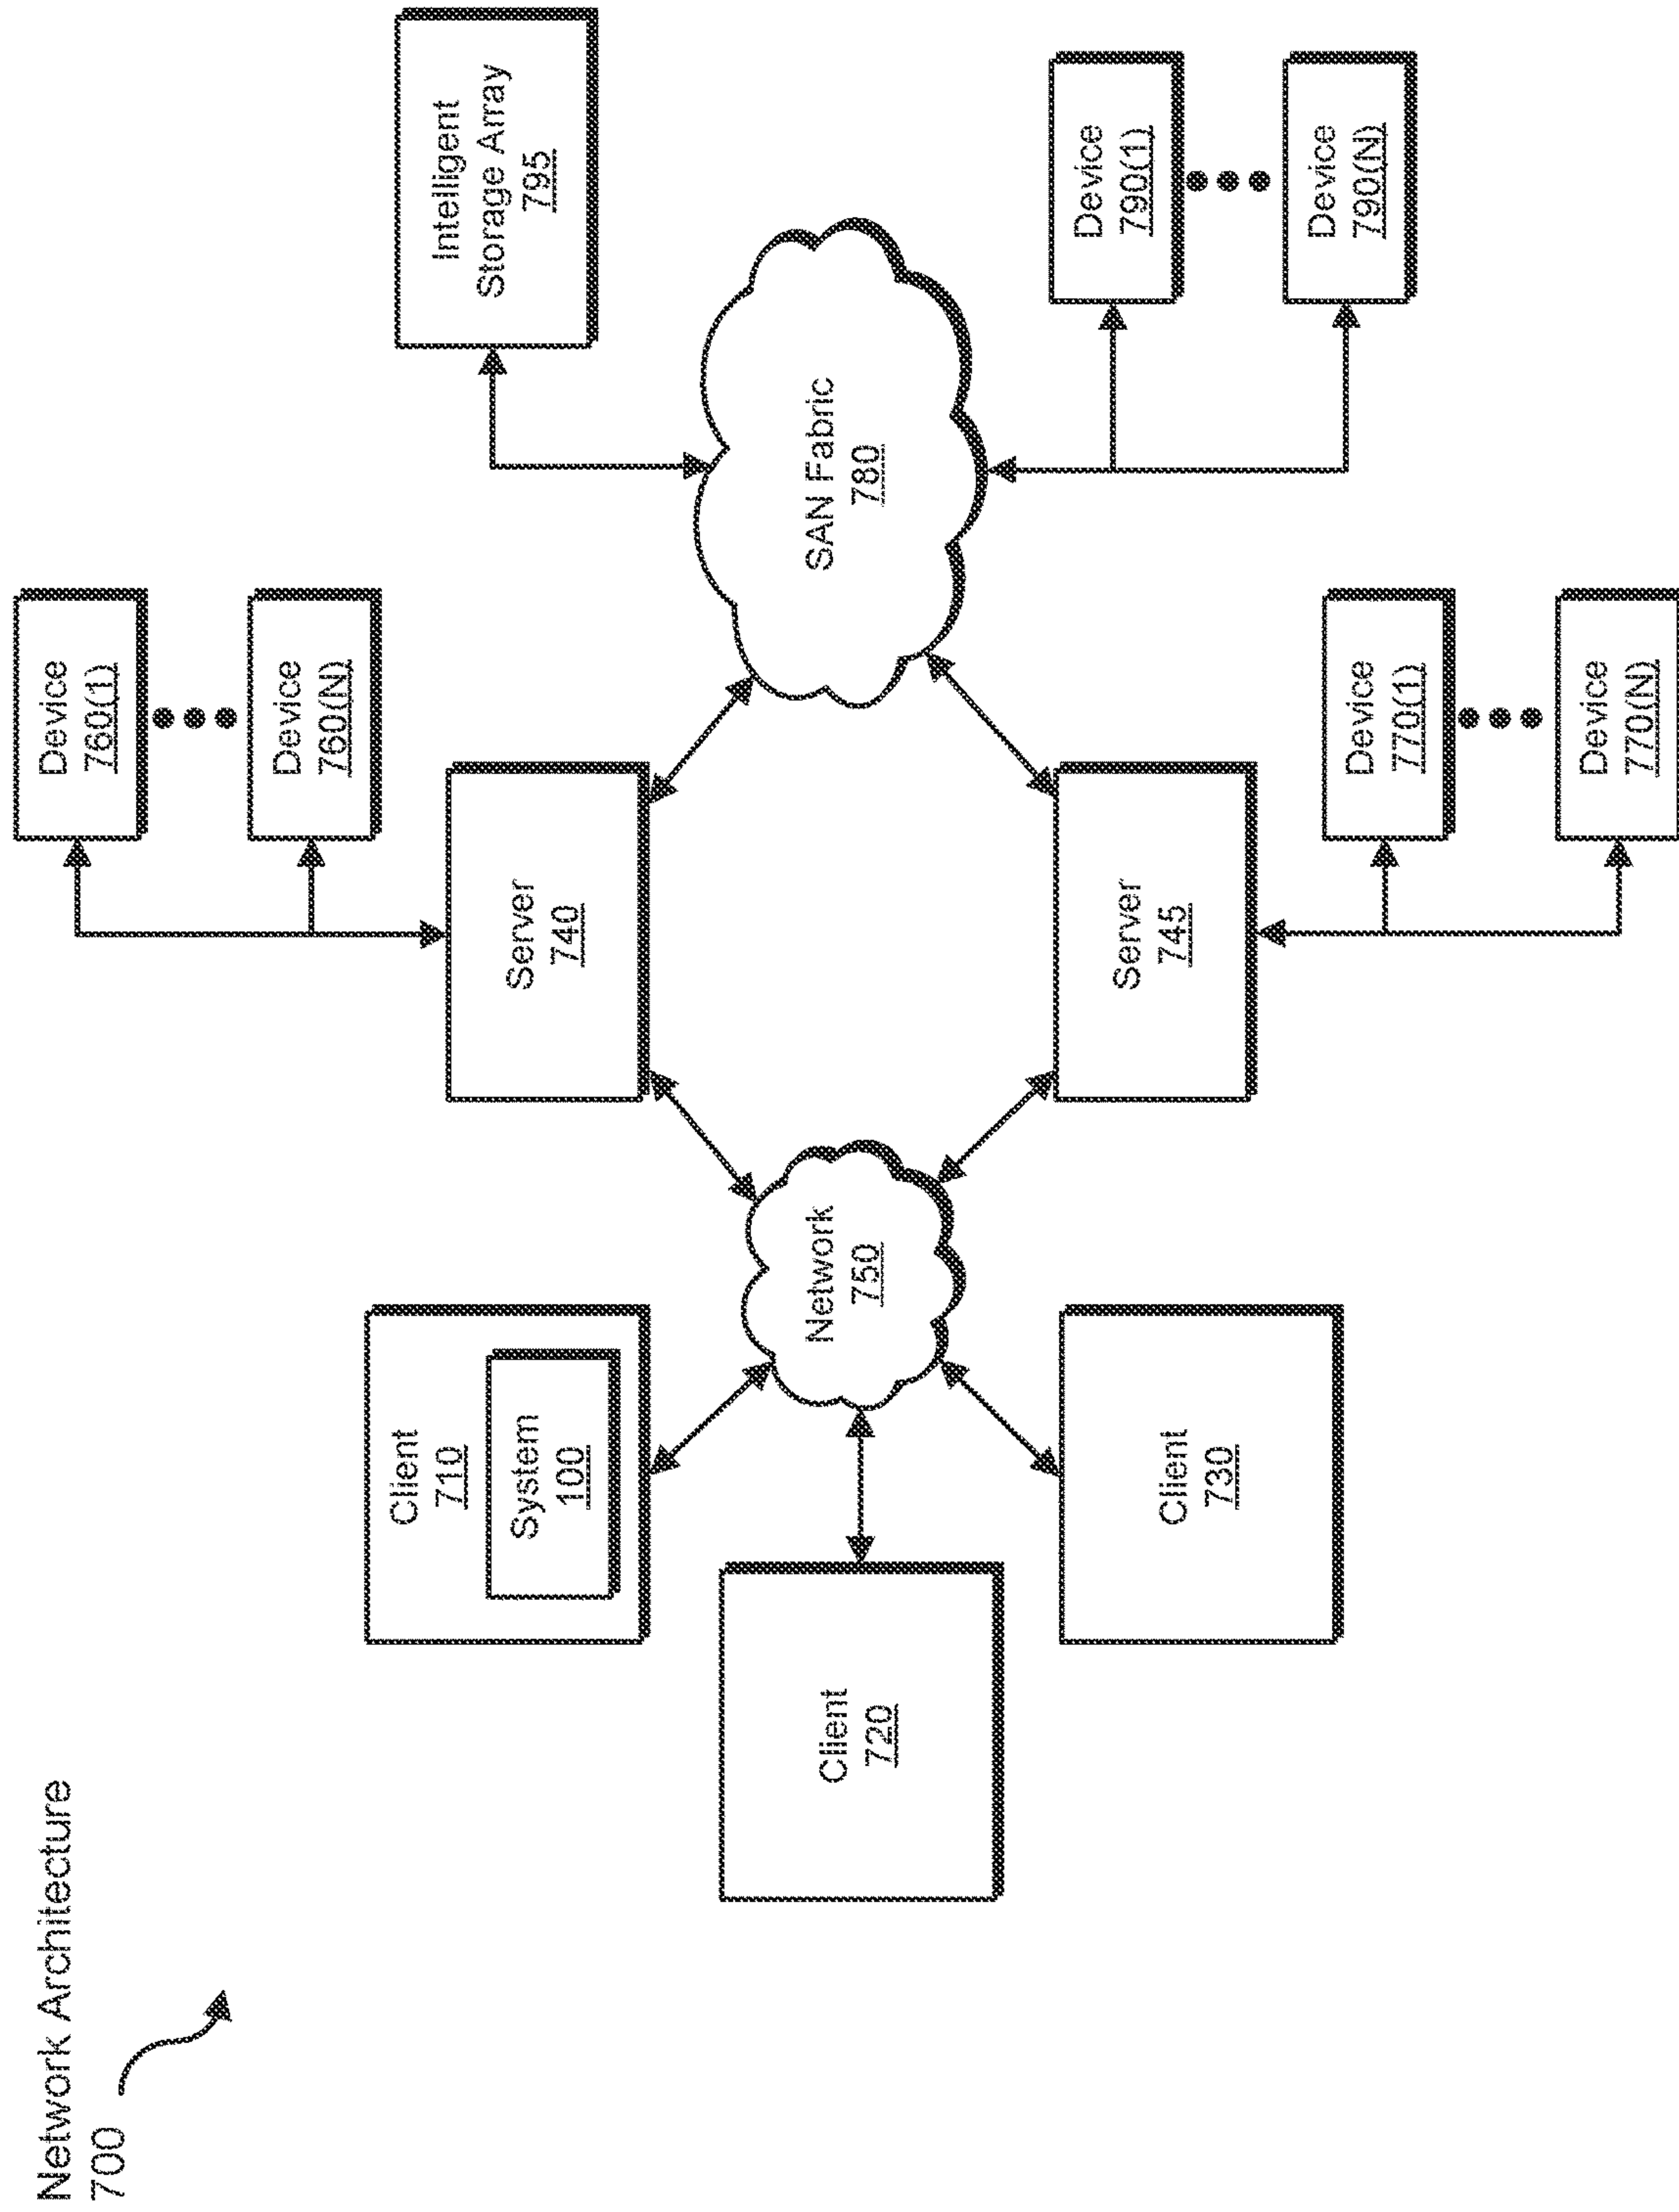 Network Architecture
700
Client
710
System
100
Client
720
Client
730
Network
750
Server
740
Server
745
Device
760(1)
Device
760(N)
Device
770(1)
Device
770(N)
SAN Fabric
780
Intelligent
Storage Array
795
Device
790(1)
Device
790(N)